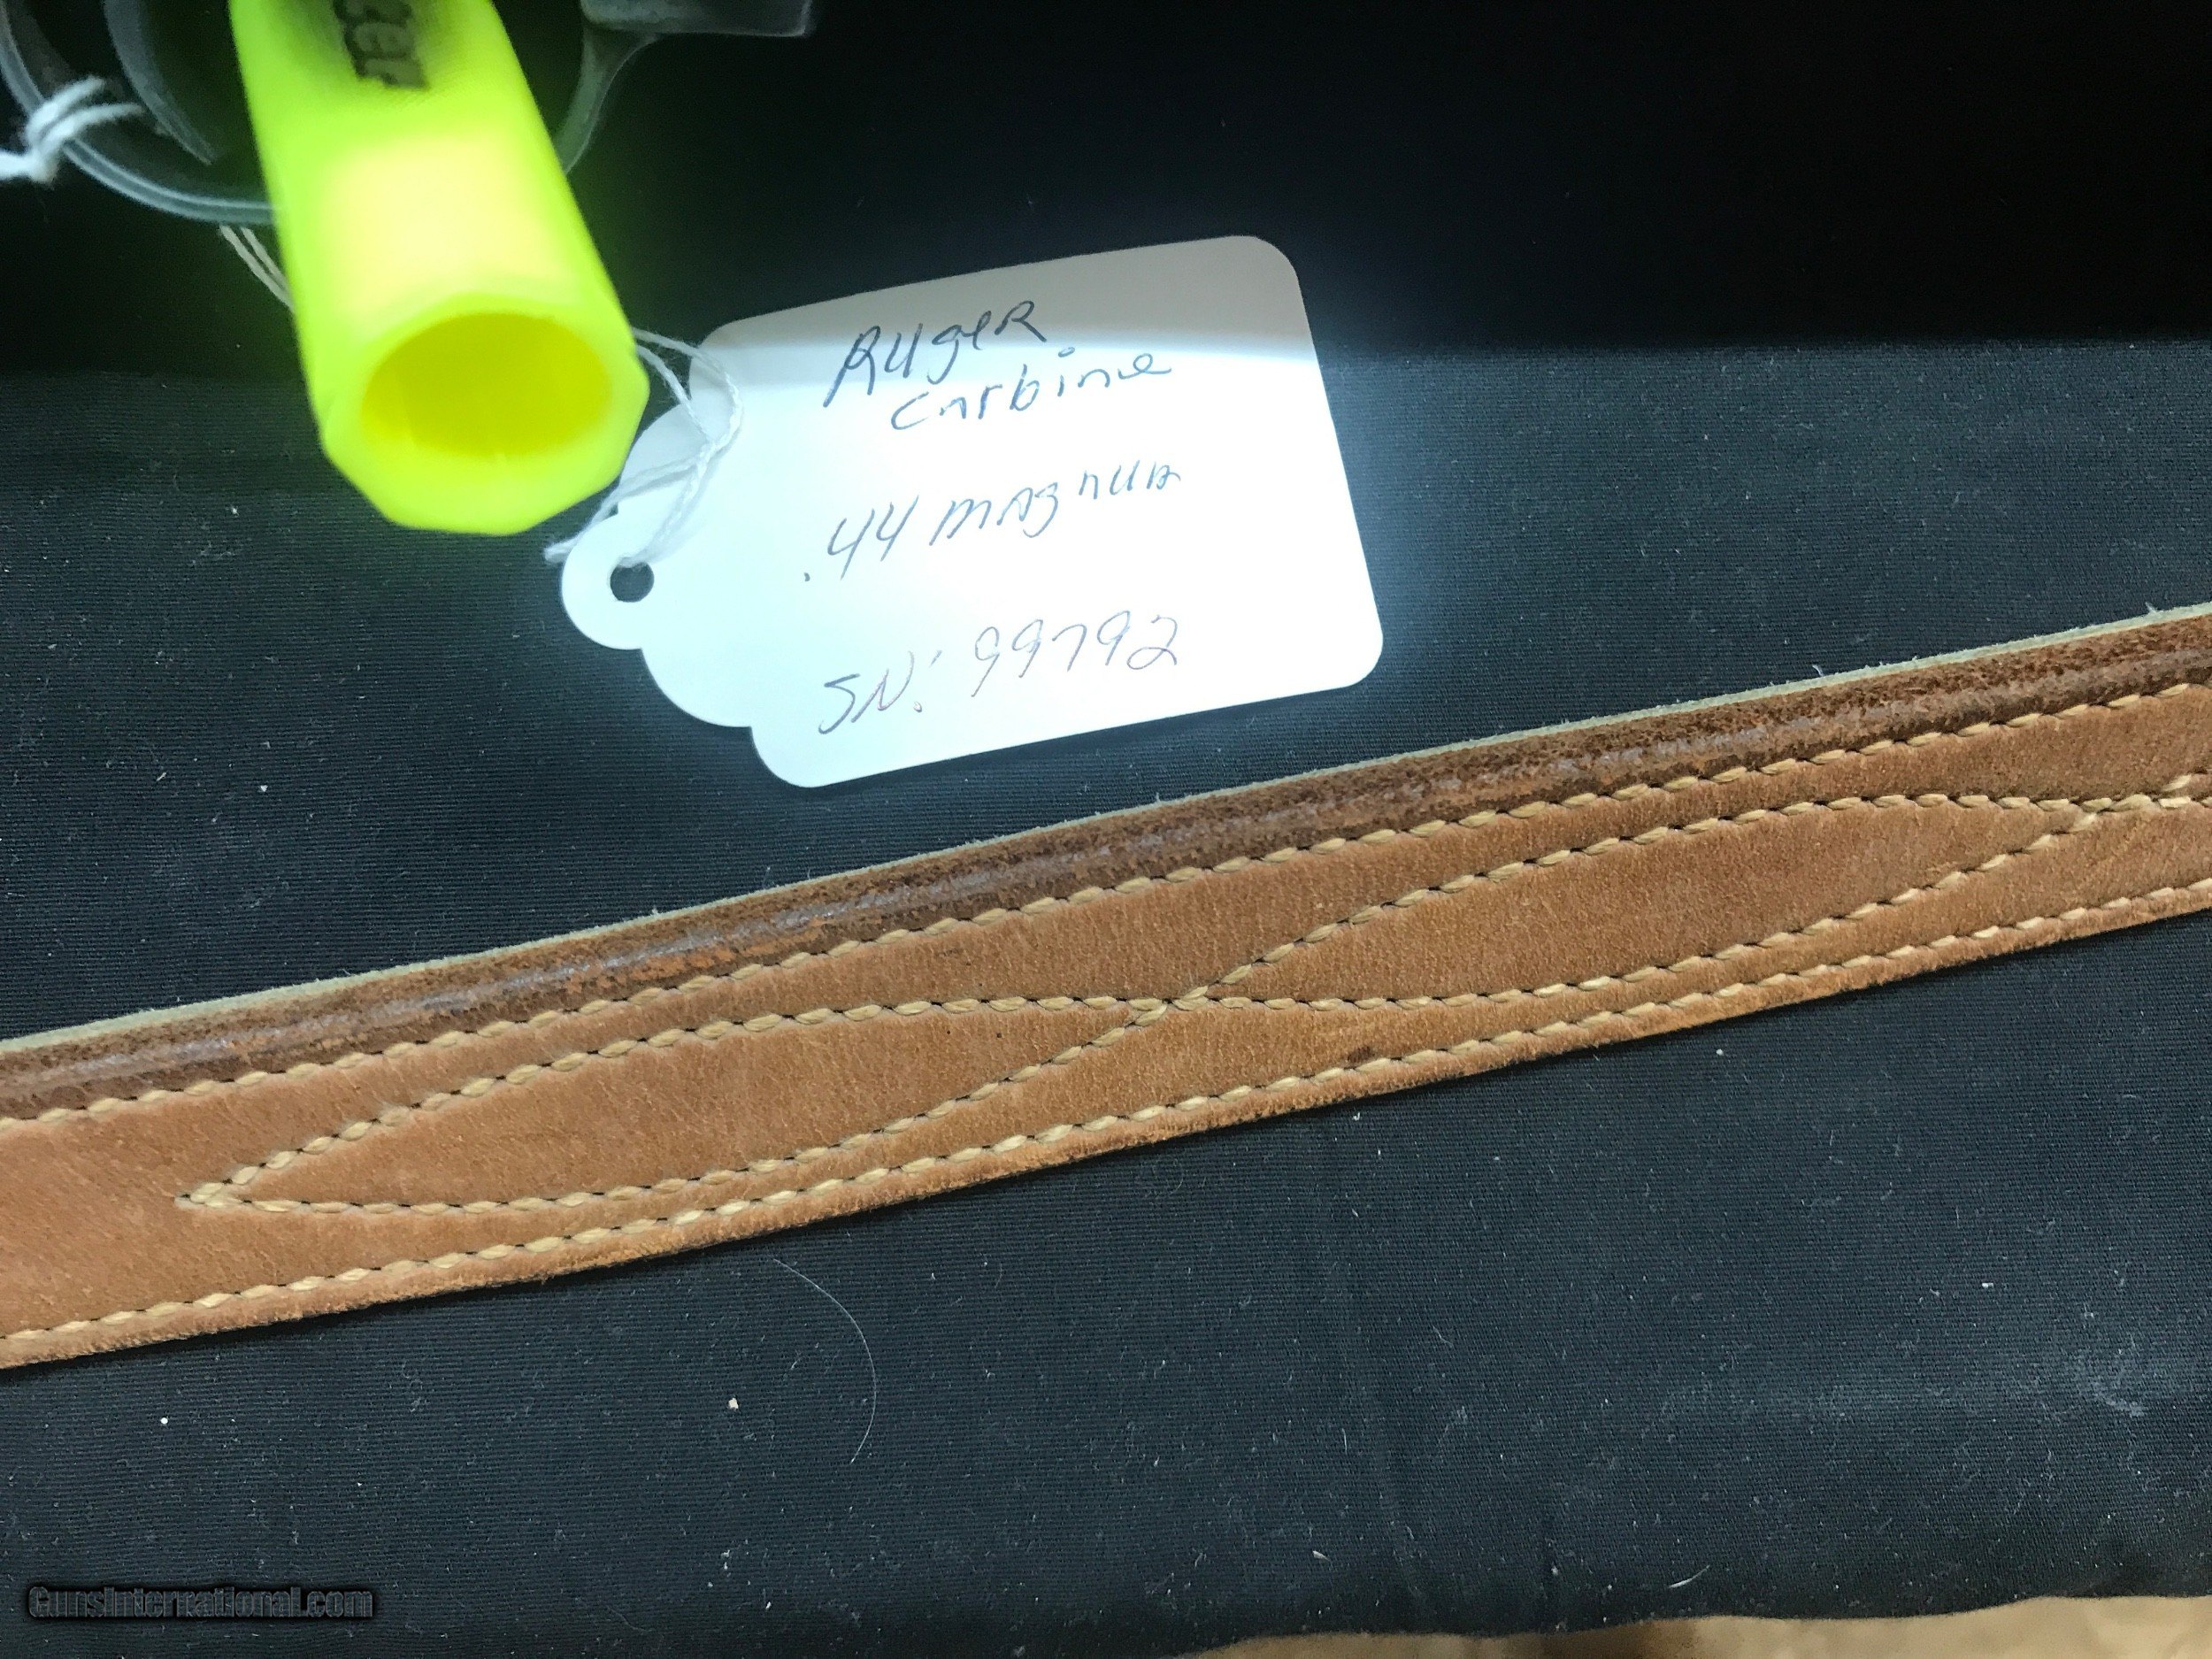 Ruger
carbine
.44 magnum
SN: 99792
GunsInternational.com